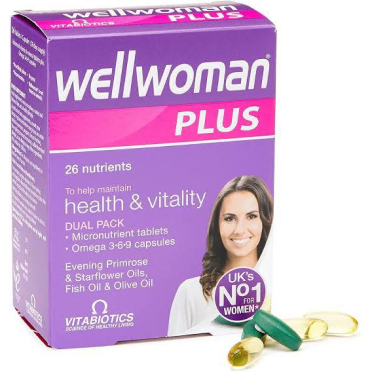 wellwoman®
PLUS
26 nutrients
To help maintain
health & vitality
DUAL PACK
• Micronutrient tablets
• Omega 3•6•9 capsules
Evening Primrose
& Starflower Oils,
Fish Oil & Olive Oil
VITABIOTICS
SCIENCE OF HEALTHY LIVING
UK's
No1
FOR
WOMEN*